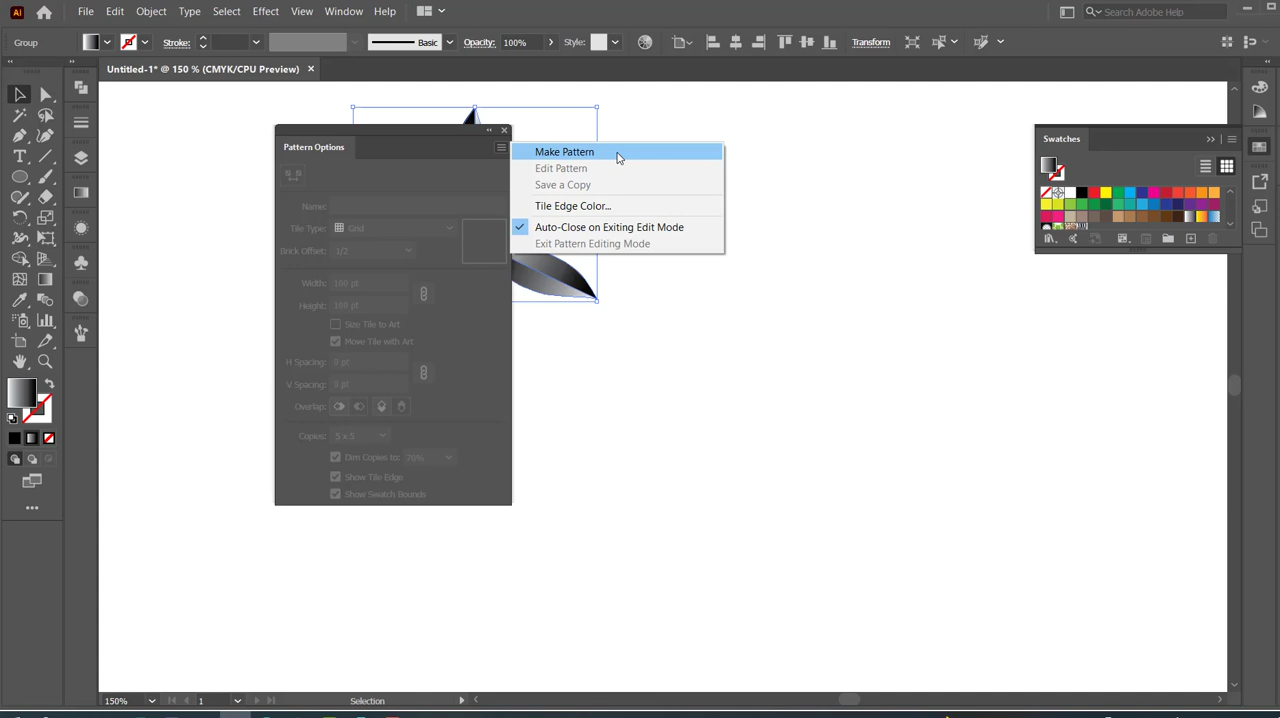 Ai File Edit Object Type Select Effect View Window Help Search Adobe Help
Group Stroke: Basic Opacity: 100% Style: Transform
Untitled-1* @ 150 % (CMYK/CPU Preview)
Pattern Options
Name:
Tile Type: Grid
Brick Offset: 1/2
Width: 100 pt
Height: 100 pt
Size Tile to Art
Move Tile with Art
H Spacing: 0 pt
V Spacing: 0 pt
Overlap:
Copies: 5 x 5
Dim Copies to: 70%
Show Tile Edge
Show Swatch Bounds
Make Pattern
Edit Pattern
Save a Copy
Tile Edge Color...
Auto-Close on Exiting Edit Mode
Exit Pattern Editing Mode
Swatches
150% 1 Selection